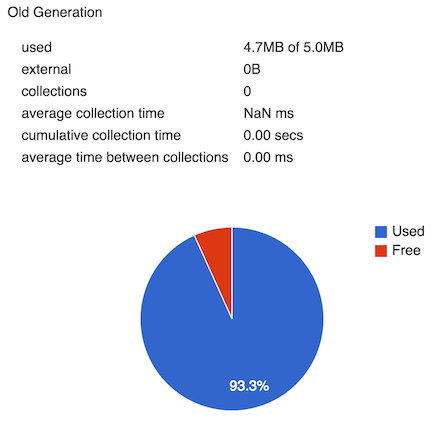 Old Generation
used 4.7MB of 5.0MB
external 0B
collections 0
average collection time NaN ms
cumulative collection time 0.00 secs
average time between collections 0.00 ms
Used
Free
93.3%